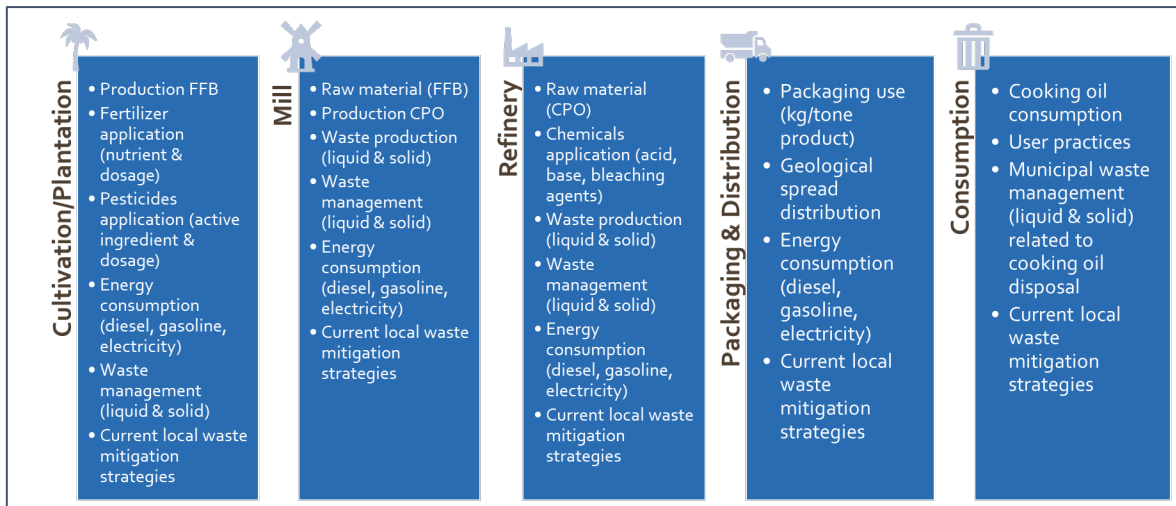 Cultivation/Plantation
• Production FFB
• Fertilizer
application
(nutrient &
dosage)
• Pesticides
application (active
ingredient &
dosage)
• Energy
consumption
(diesel, gasoline,
electricity)
• Waste
management
(liquid & solid)
• Current local waste
mitigation
strategies
Mill
• Raw material (FFB)
• Production CPO
• Waste production
(liquid & solid)
• Waste
management
(liquid & solid)
• Energy
consumption
(diesel, gasoline,
electricity)
• Current local waste
mitigation
strategies
Refinery
• Raw material
(CPO)
• Chemicals
application (acid,
base, bleaching
agents)
• Waste production
(liquid & solid)
• Waste
management
(liquid & solid)
• Energy
consumption
(diesel, gasoline,
electricity)
• Current local waste
mitigation
strategies
Packaging & Distribution
• Packaging use
(kg/tone
product)
• Geological
spread
distribution
• Energy
consumption
(diesel,
gasoline,
electricity)
• Current local
waste
mitigation
strategies
Consumption
• Cooking oil
consumption
• User practices
• Municipal waste
management
(liquid & solid)
related to
cooking oil
disposal
• Current local
waste
mitigation
strategies